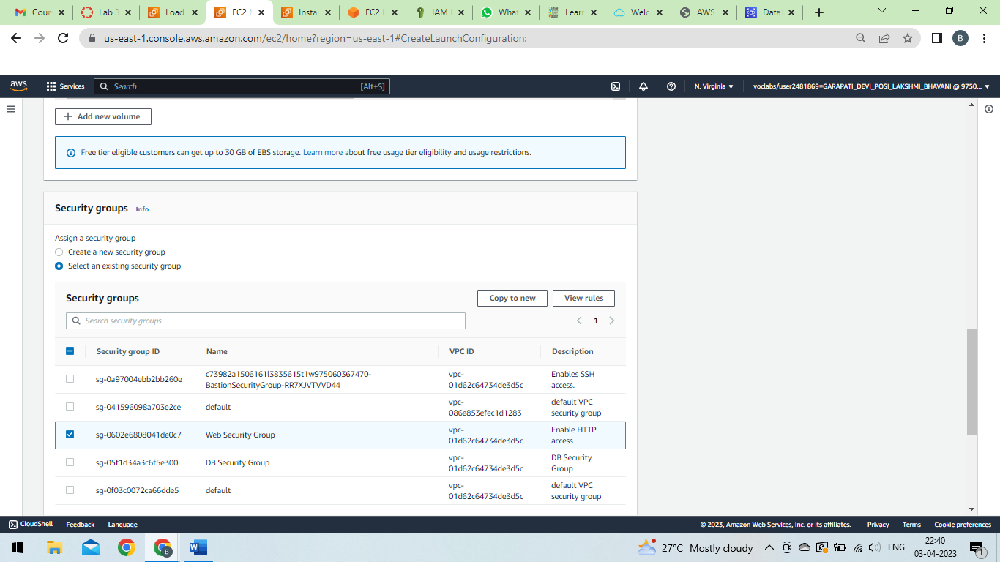 Cour
Lab 3
Load
EC2
Insta
EC2
IAM
What
Learn
Welc
AWS
Data
us-east-1.console.aws.amazon.com/ec2/home?region=us-east-1#CreateLaunchConfiguration:
B
aws
Services
Search
[Alt+S]
N. Virginia
voclabs/user2481869=GARAPATI_DEVI_POSI_LAKSHMI_BHAVANI @ 9750...
Add new volume
Free tier eligible customers can get up to 30 GB of EBS storage. Learn more about free usage tier eligibility and usage restrictions.
Security groups Info
Assign a security group
Create a new security group
Select an existing security group
Security groups
Copy to new
View rules
Search security groups
1
Security group ID Name VPC ID Description
sg-0a97004ebb2bb260e
c73982a1506161l3835615t1w975060367470-
BastionSecurityGroup-RR7XJVTVVD44
vpc-
01d62c64734de3d5c
Enables SSH
access.
sg-041596098a703e2ce
default
vpc-
086e853efec1d1283
default VPC
security group
sg-0602e6808041de0c7
Web Security Group
vpc-
01d62c64734de3d5c
Enable HTTP
access
sg-05f1d34a3c6f5e300
DB Security Group
vpc-
01d62c64734de3d5c
DB Security
Group
sg-0f03c0072ca66dde5
default
vpc-
01d62c64734de3d5c
default VPC
security group
CloudShell
Feedback
Language
© 2023, Amazon Web Services, Inc. or its affiliates.
Privacy
Terms
Cookie preferences
B
W
27°C Mostly cloudy
ENG
22:40
03-04-2023
1